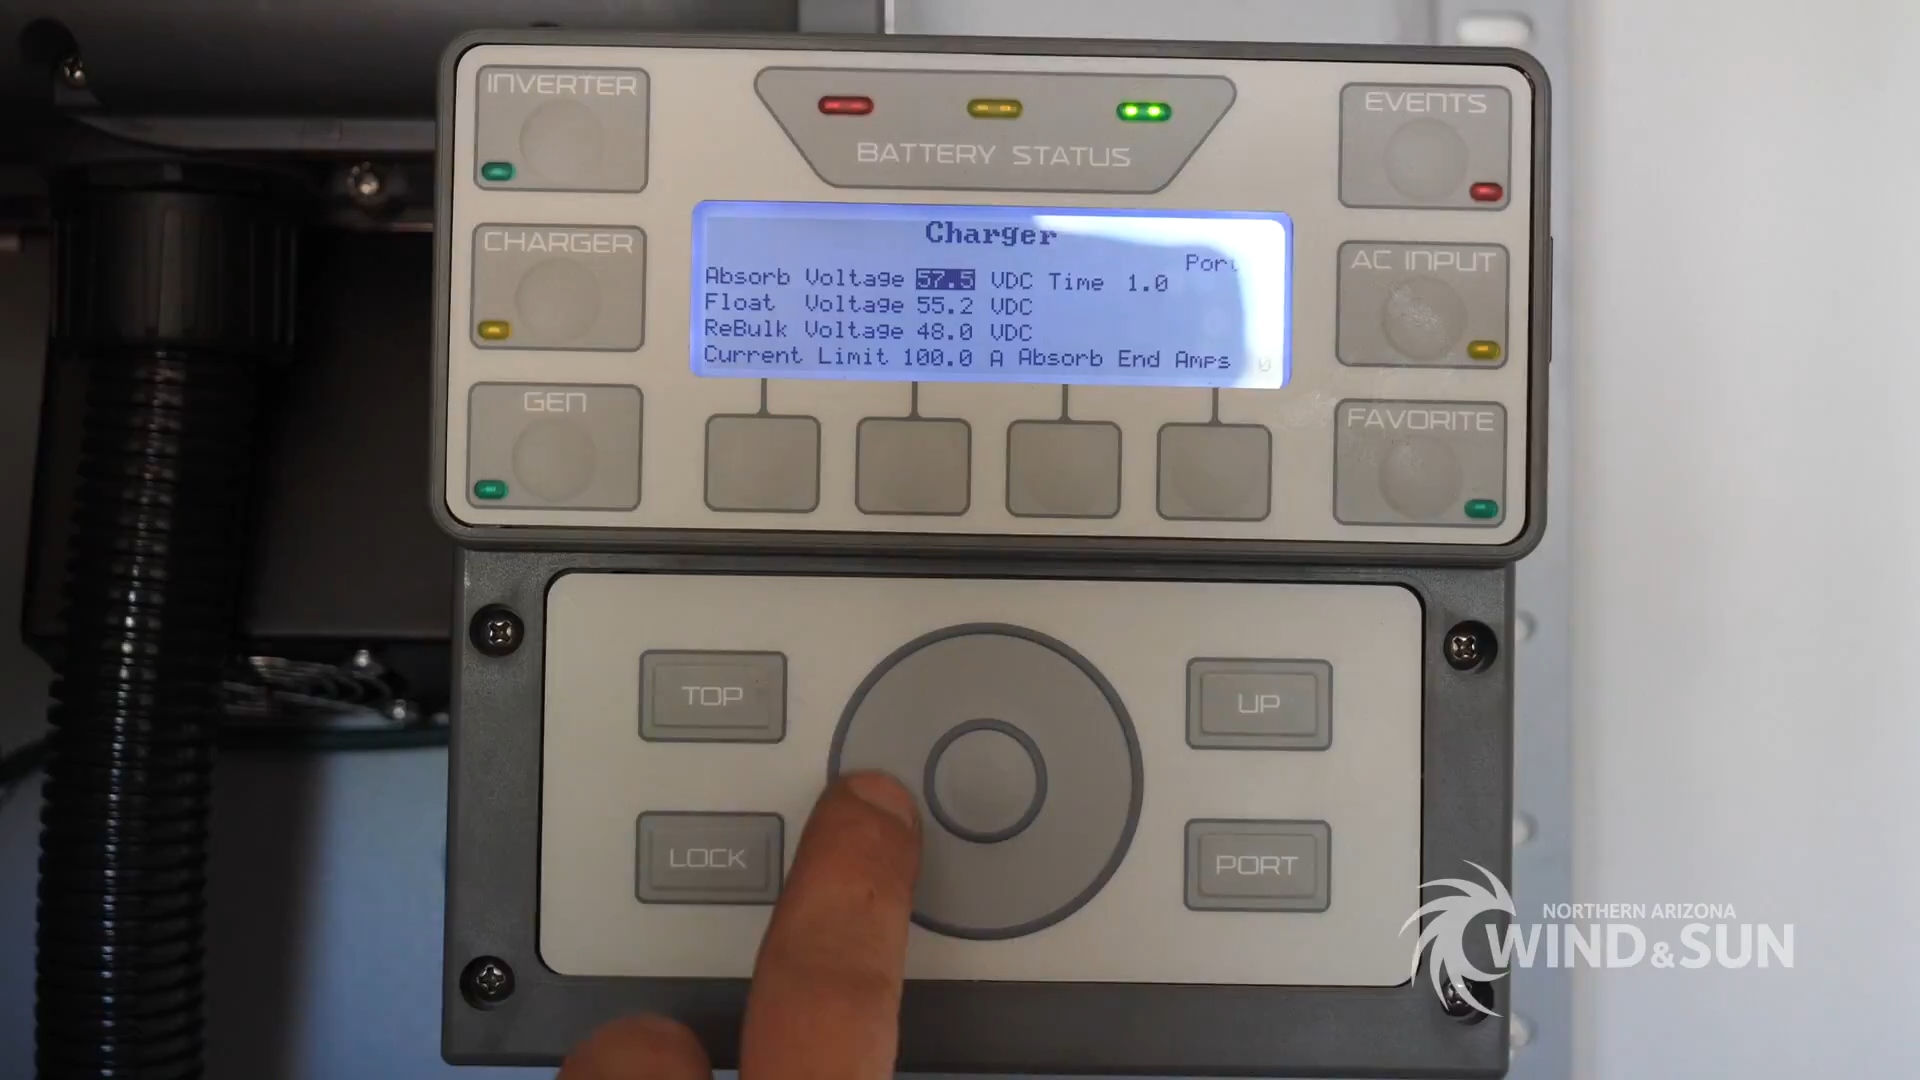 INVERTER
BATTERY STATUS
EVENTS
CHARGER
AC INPUT
GEN
FAVORITE
Charger
Absorb Voltage 57.5 VDC Time 1.0
Float Voltage 55.2 VDC
ReBulk Voltage 48.0 VDC
Current Limit 100.0 A Absorb End Amps 0
TOP
UP
LOCK
PORT
NORTHERN ARIZONA
WIND & SUN